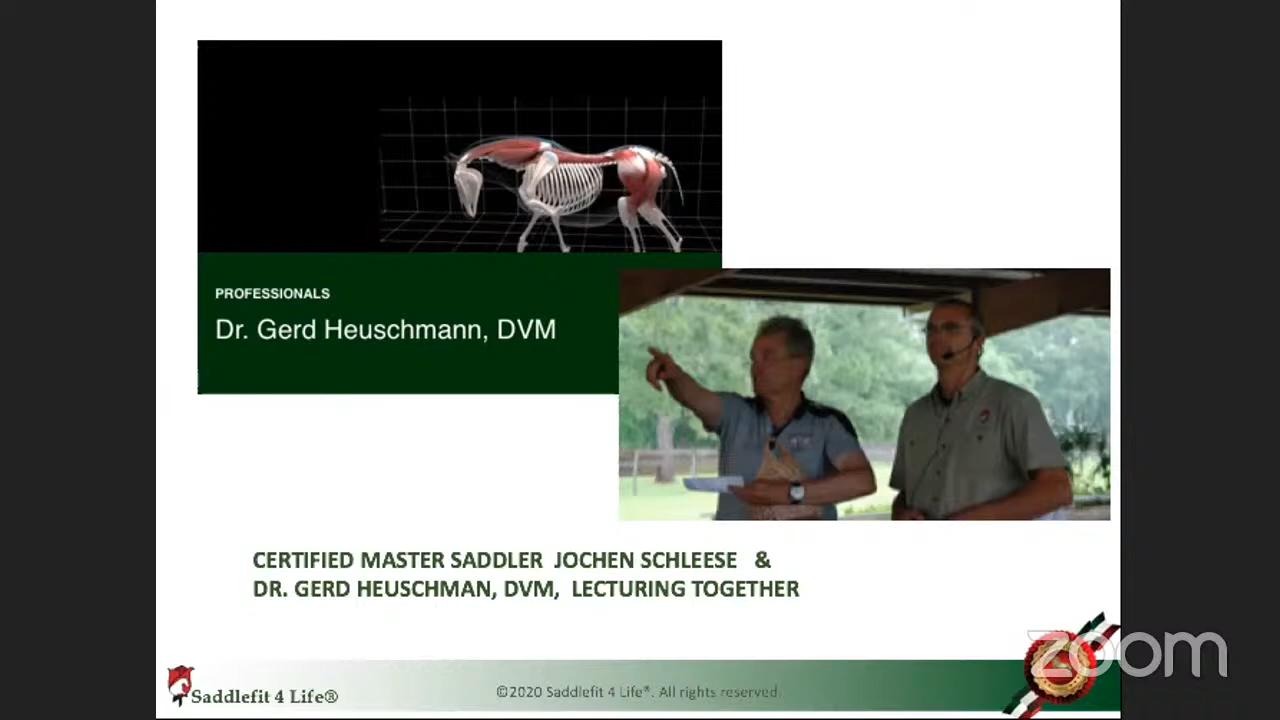 PROFESSIONALS
Dr. Gerd Heuschmann, DVM
CERTIFIED MASTER SADDLER JOCHEN SCHLEESE &
DR. GERD HEUSCHMAN, DVM, LECTURING TOGETHER
Saddlefit 4 Life®
©2020 Saddlefit 4 Life®. All rights reserved.
zoom